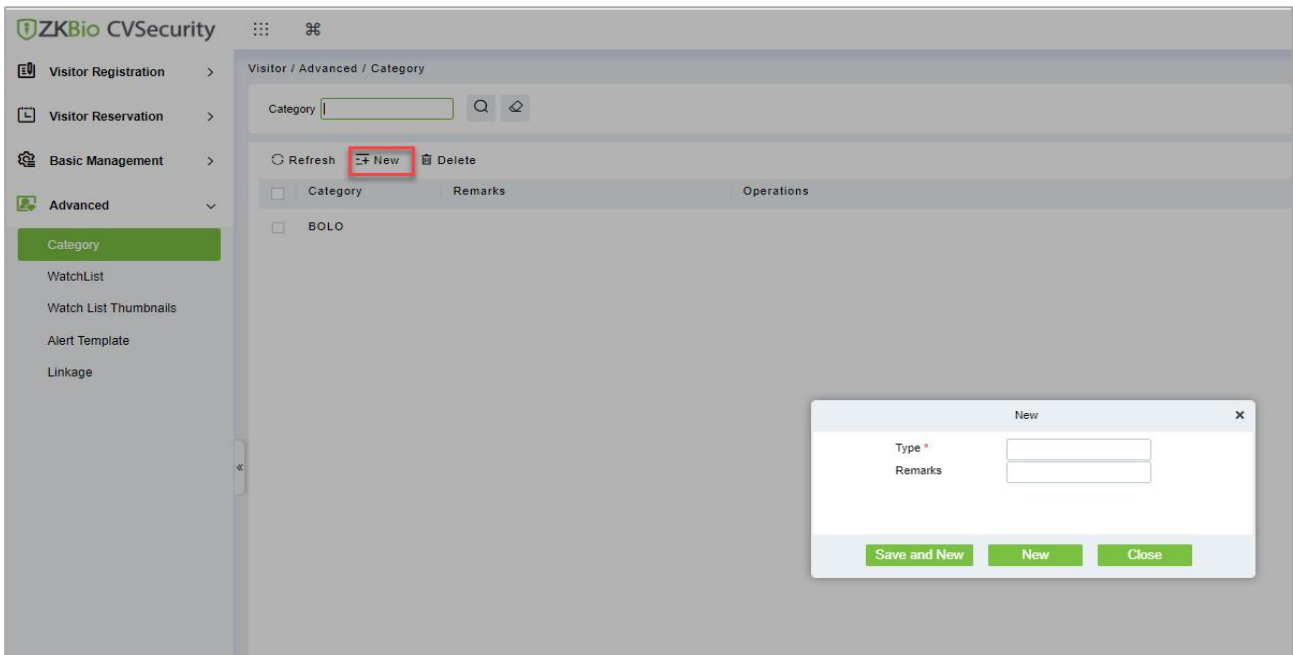 ZKBio CVSecurity
Visitor Registration
Visitor Reservation
Basic Management
Advanced
Category
WatchList
Watch List Thumbnails
Alert Template
Linkage
Visitor / Advanced / Category
Category
Refresh New Delete
Category Remarks Operations
BOLO
New
Type *
Remarks
Save and New New Close